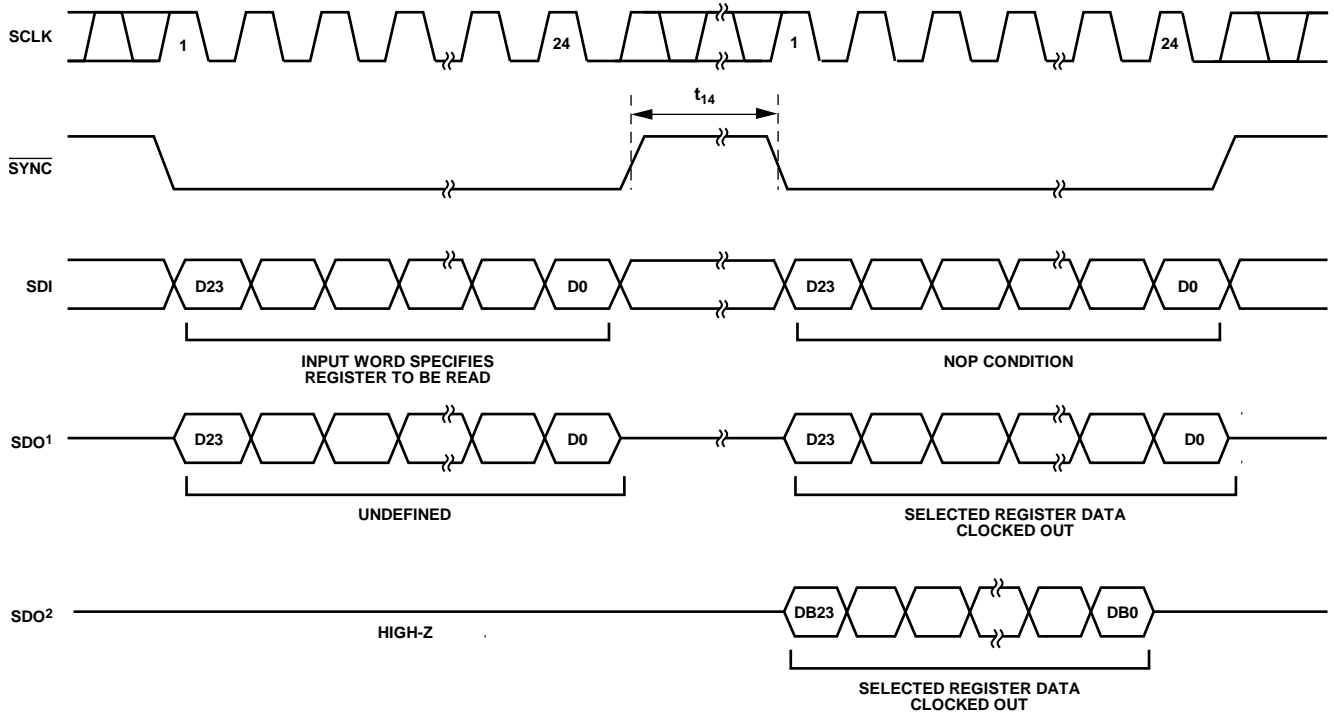 SCLK
1
24
1
24
t14
SYNC
SDI
D23
D0
D23
D0
INPUT WORD SPECIFIES
REGISTER TO BE READ
NOP CONDITION
SDO1
D23
D0
D23
D0
UNDEFINED
SELECTED REGISTER DATA
CLOCKED OUT
SDO2
HIGH-Z
DB23
DB0
SELECTED REGISTER DATA
CLOCKED OUT